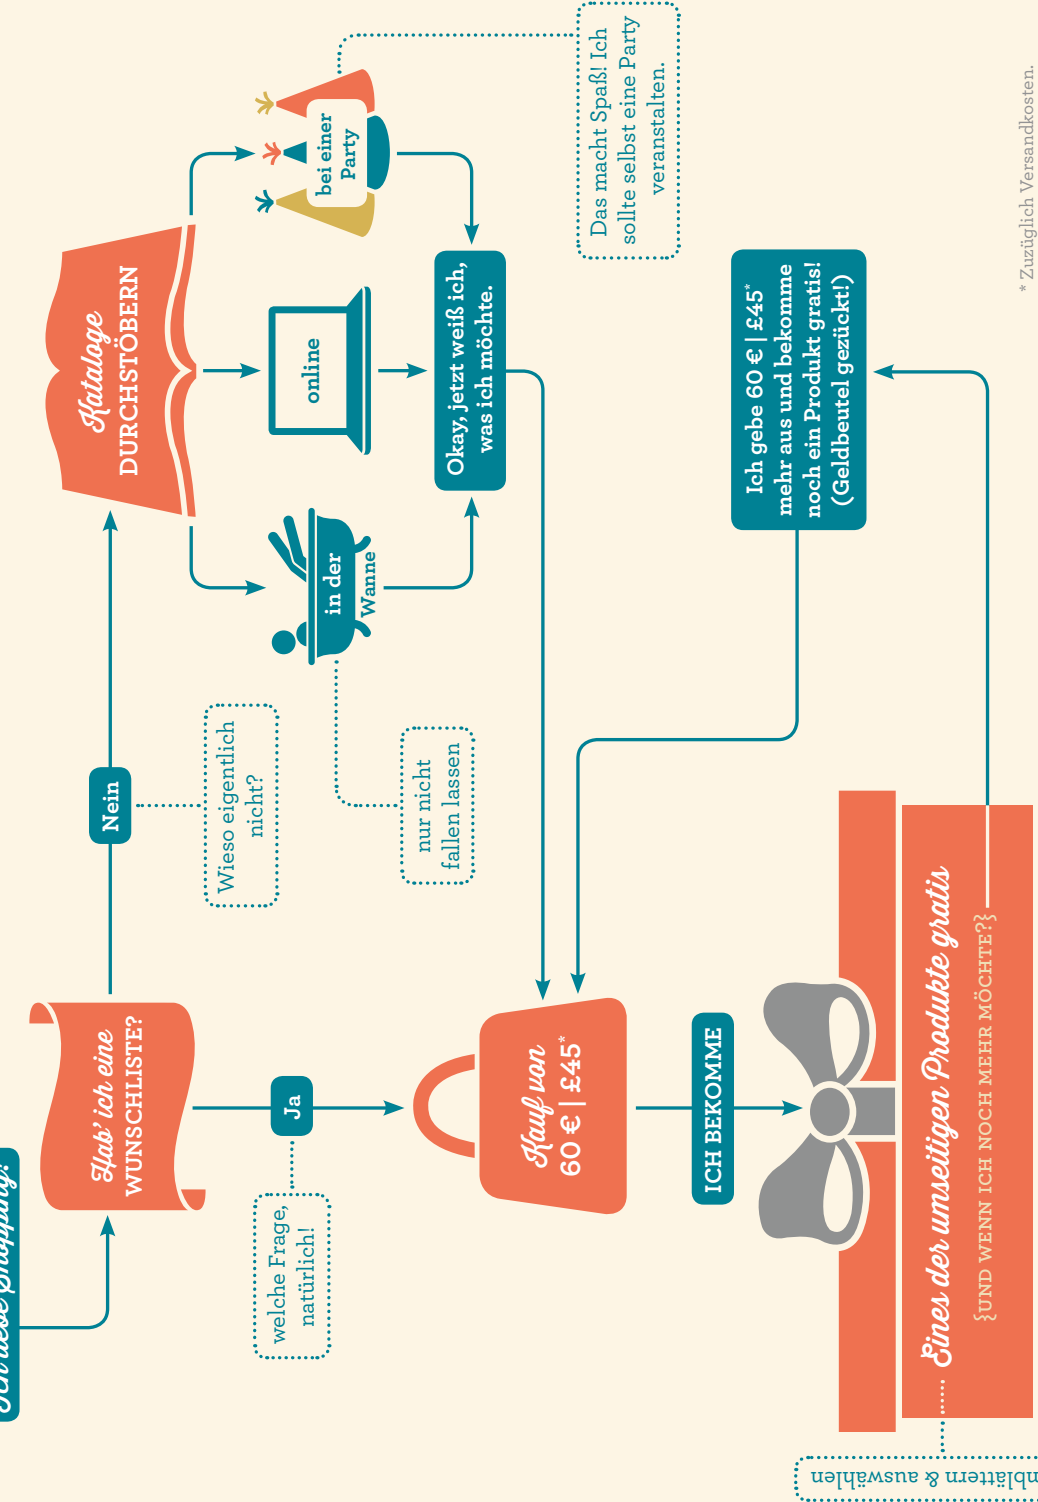 Ich liebe Shopping!
Hab' ich eine
WUNSCHLISTE?
Nein
Wieso eigentlich
nicht?
Kataloge
DURCHSTÖBERN
in der
Wanne
nur nicht
fallen lassen
online
bei einer
Party
Das macht Spaß! Ich
sollte selbst eine Party
veranstalten.
Okay, jetzt weiß ich,
was ich möchte.
Ja
welche Frage,
natürlich!
Kauf von
60 € | £45*
ICH BEKOMME
Eines der umseitigen Produkte gratis
{UND WENN ICH NOCH MEHR MÖCHTE?}
& auswählen
Ich gebe 60 € | £45*
mehr aus und bekomme
noch ein Produkt gratis!
(Geldbeutel gezückt!)
* Zuzüglich Versandkosten.